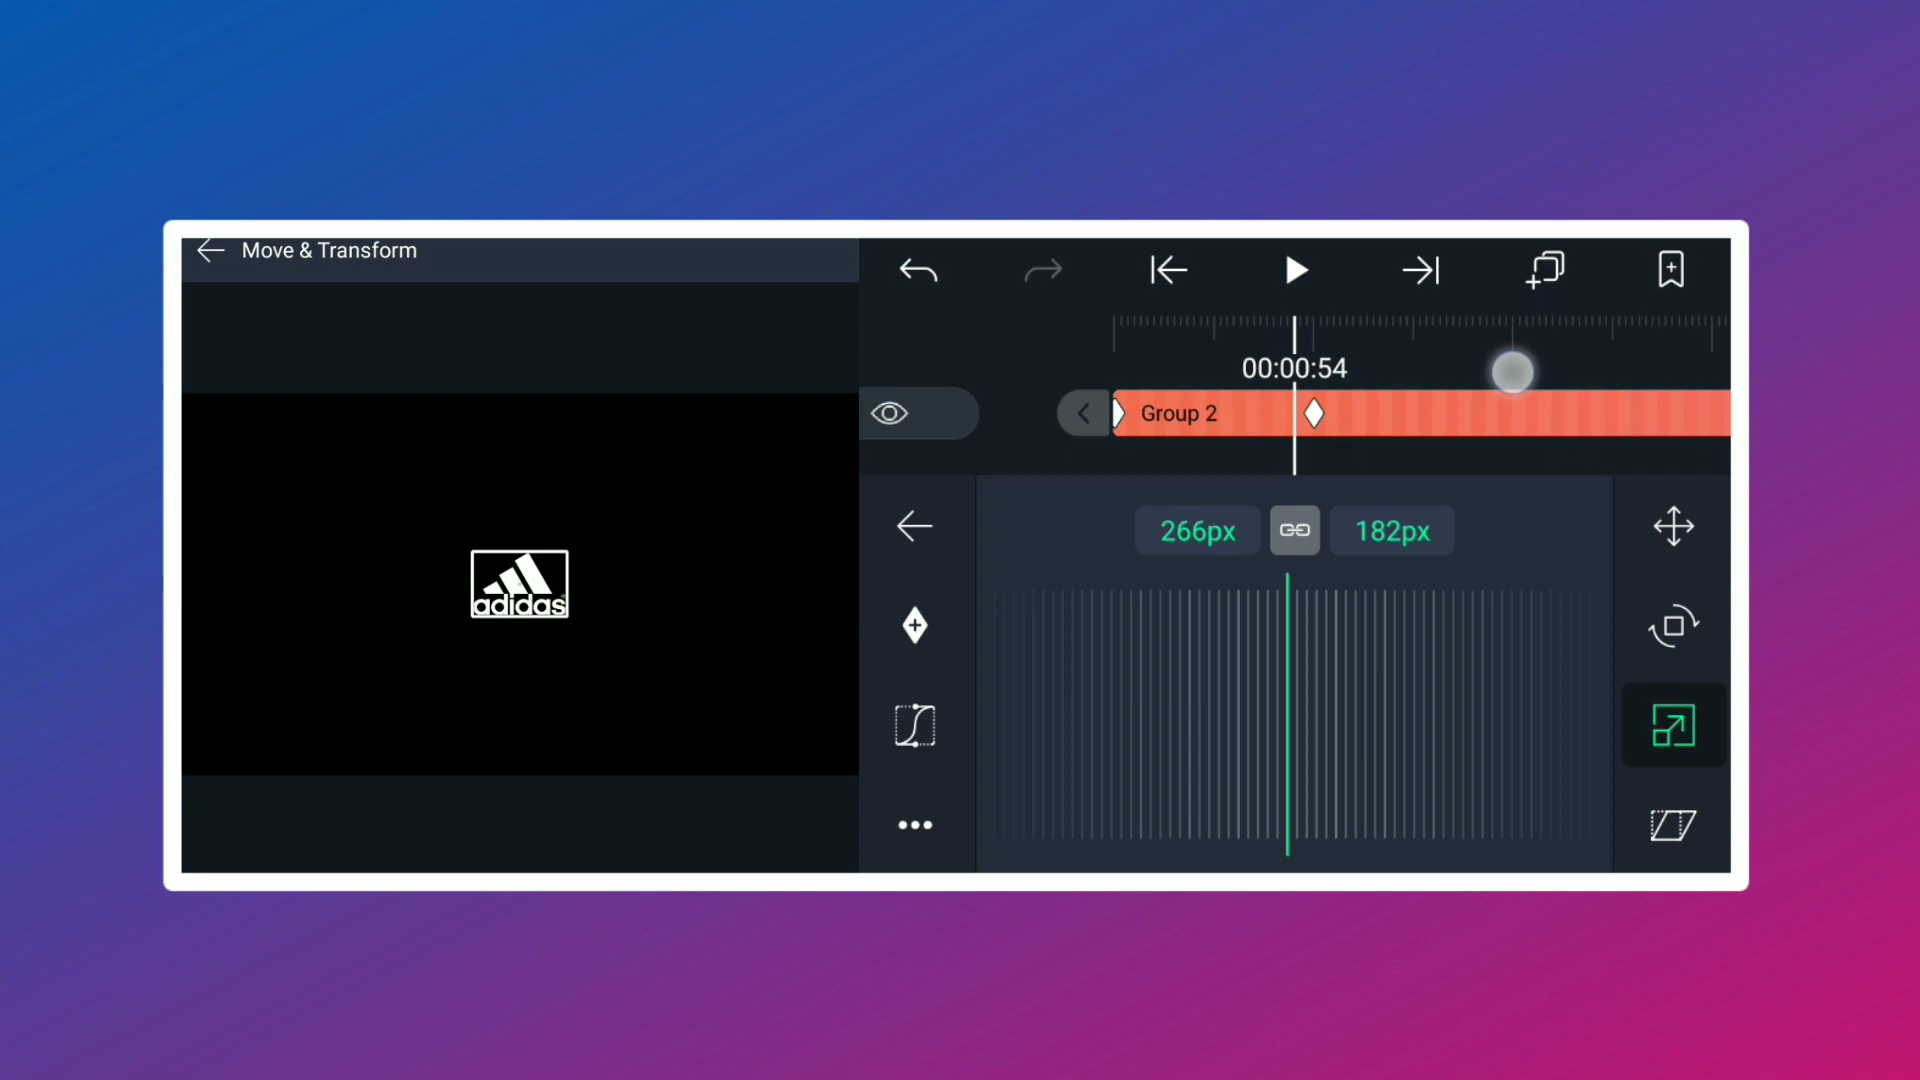 Move & Transform
00:00:54
Group 2
266px
182px
adidas